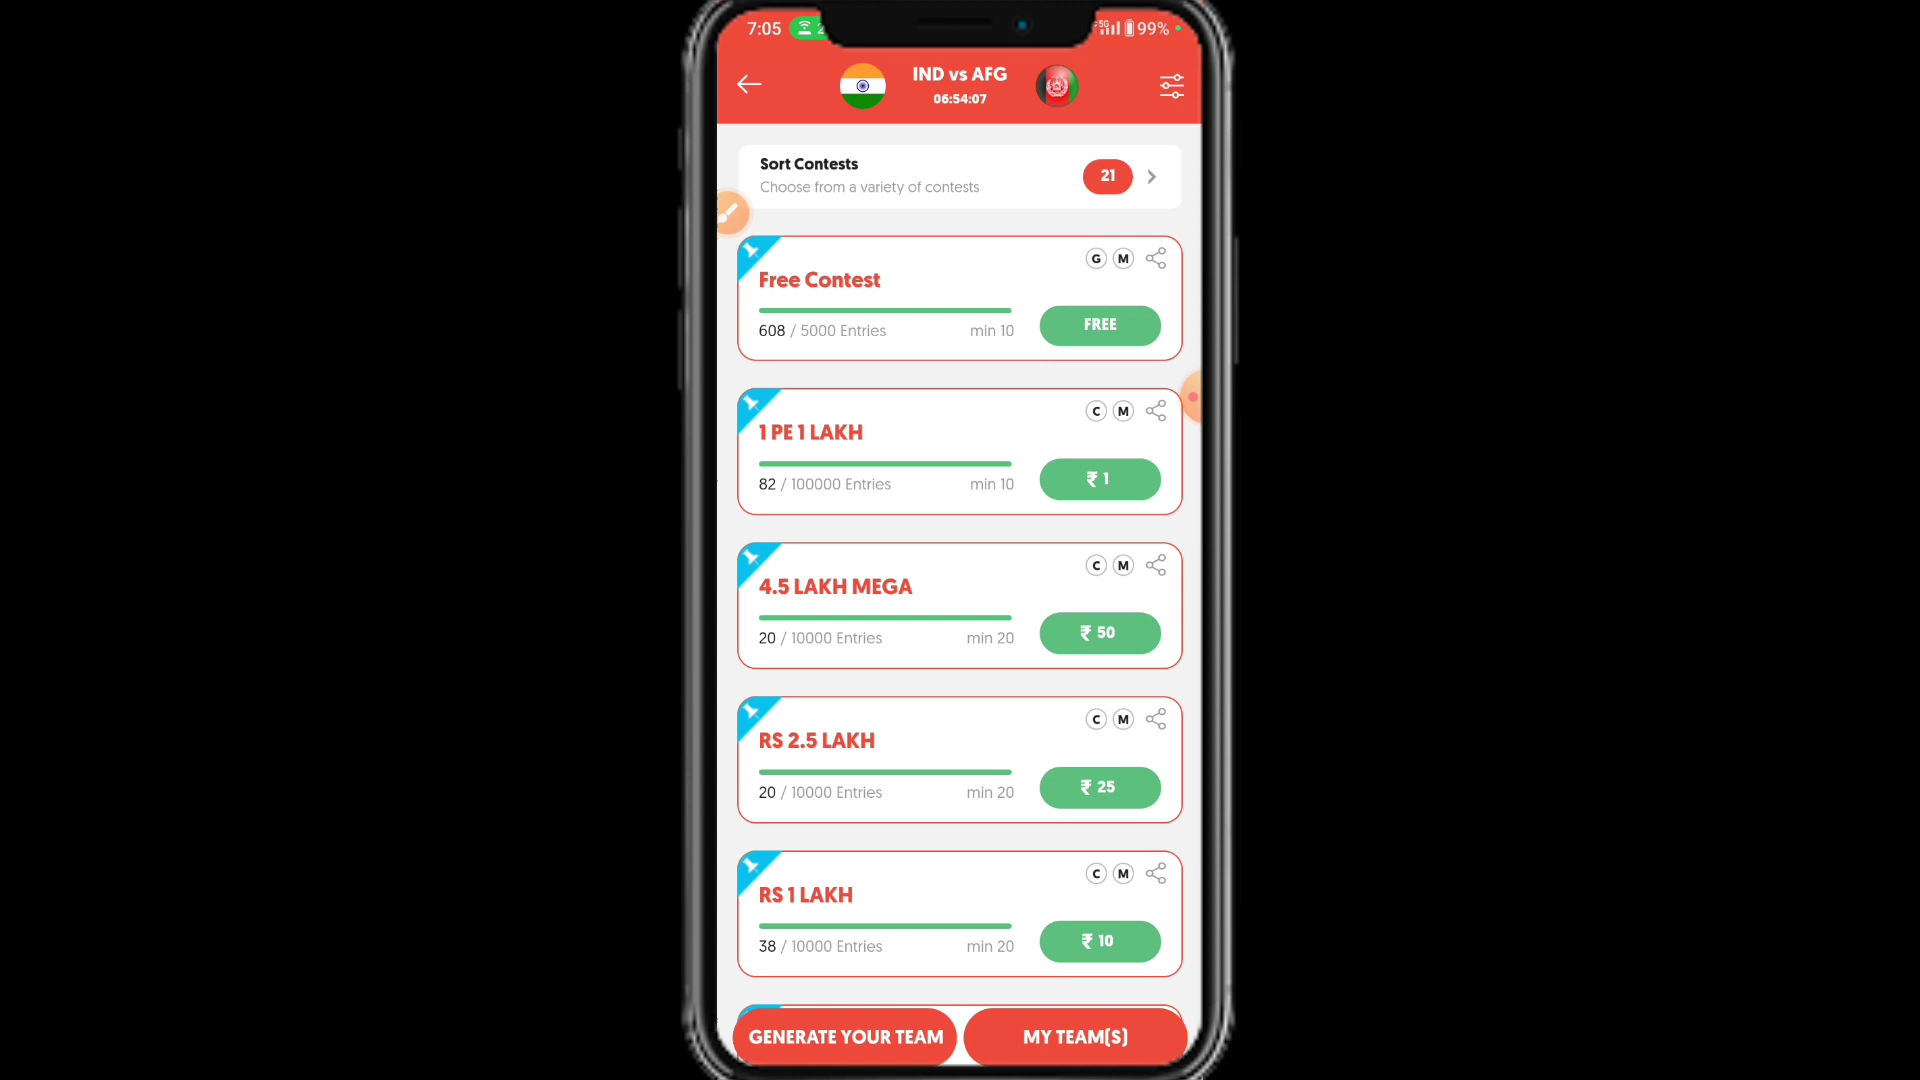 7:05
5G
99%
IND vs AFG
06:54:07
Sort Contests
Choose from a variety of contests
21
G M
Free Contest
608 / 5000 Entries
min 10
FREE
C M
1 PE 1 LAKH
82 / 100000 Entries
min 10
₹ 1
C M
4.5 LAKH MEGA
20 / 10000 Entries
min 20
₹ 50
C M
RS 2.5 LAKH
20 / 10000 Entries
min 20
₹ 25
C M
RS 1 LAKH
38 / 10000 Entries
min 20
₹ 10
GENERATE YOUR TEAM
MY TEAM(S)